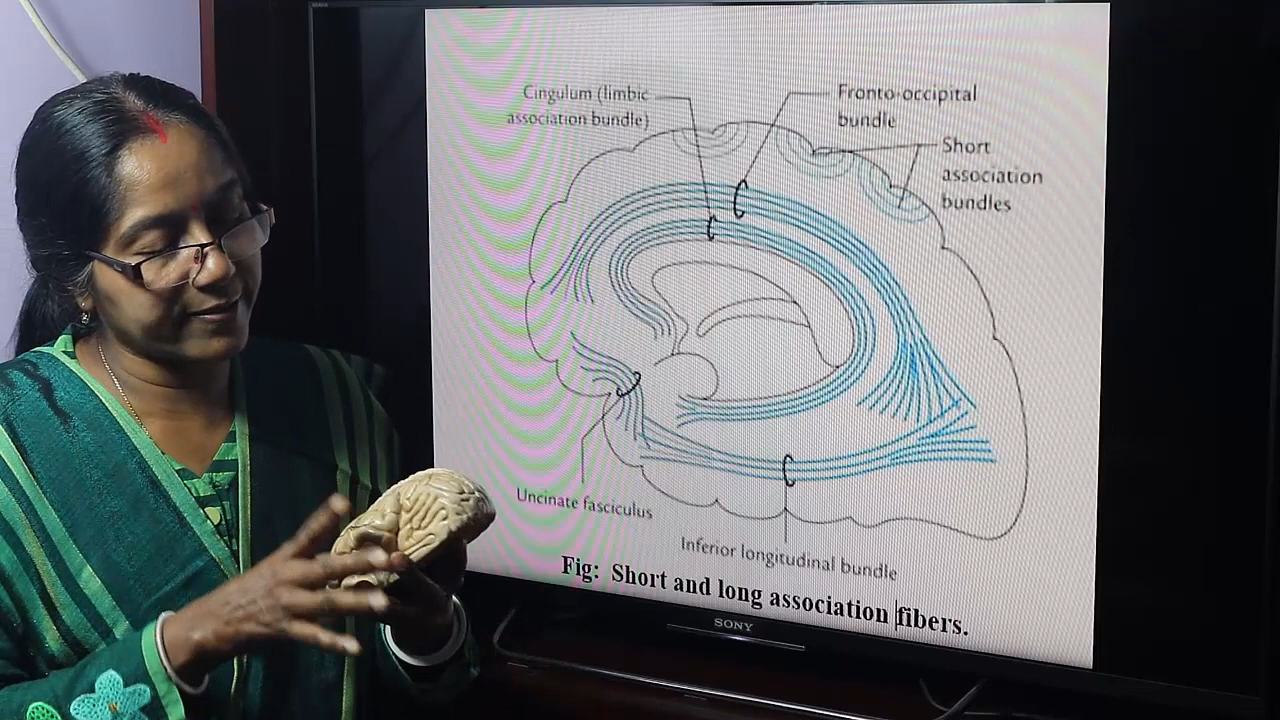 Cingulum (limbic
association bundle)
Fronto-occipital
bundle
Short
association
bundles
Uncinate fasciculus
Inferior longitudinal bundle
Fig: Short and long association fibers.
SONY